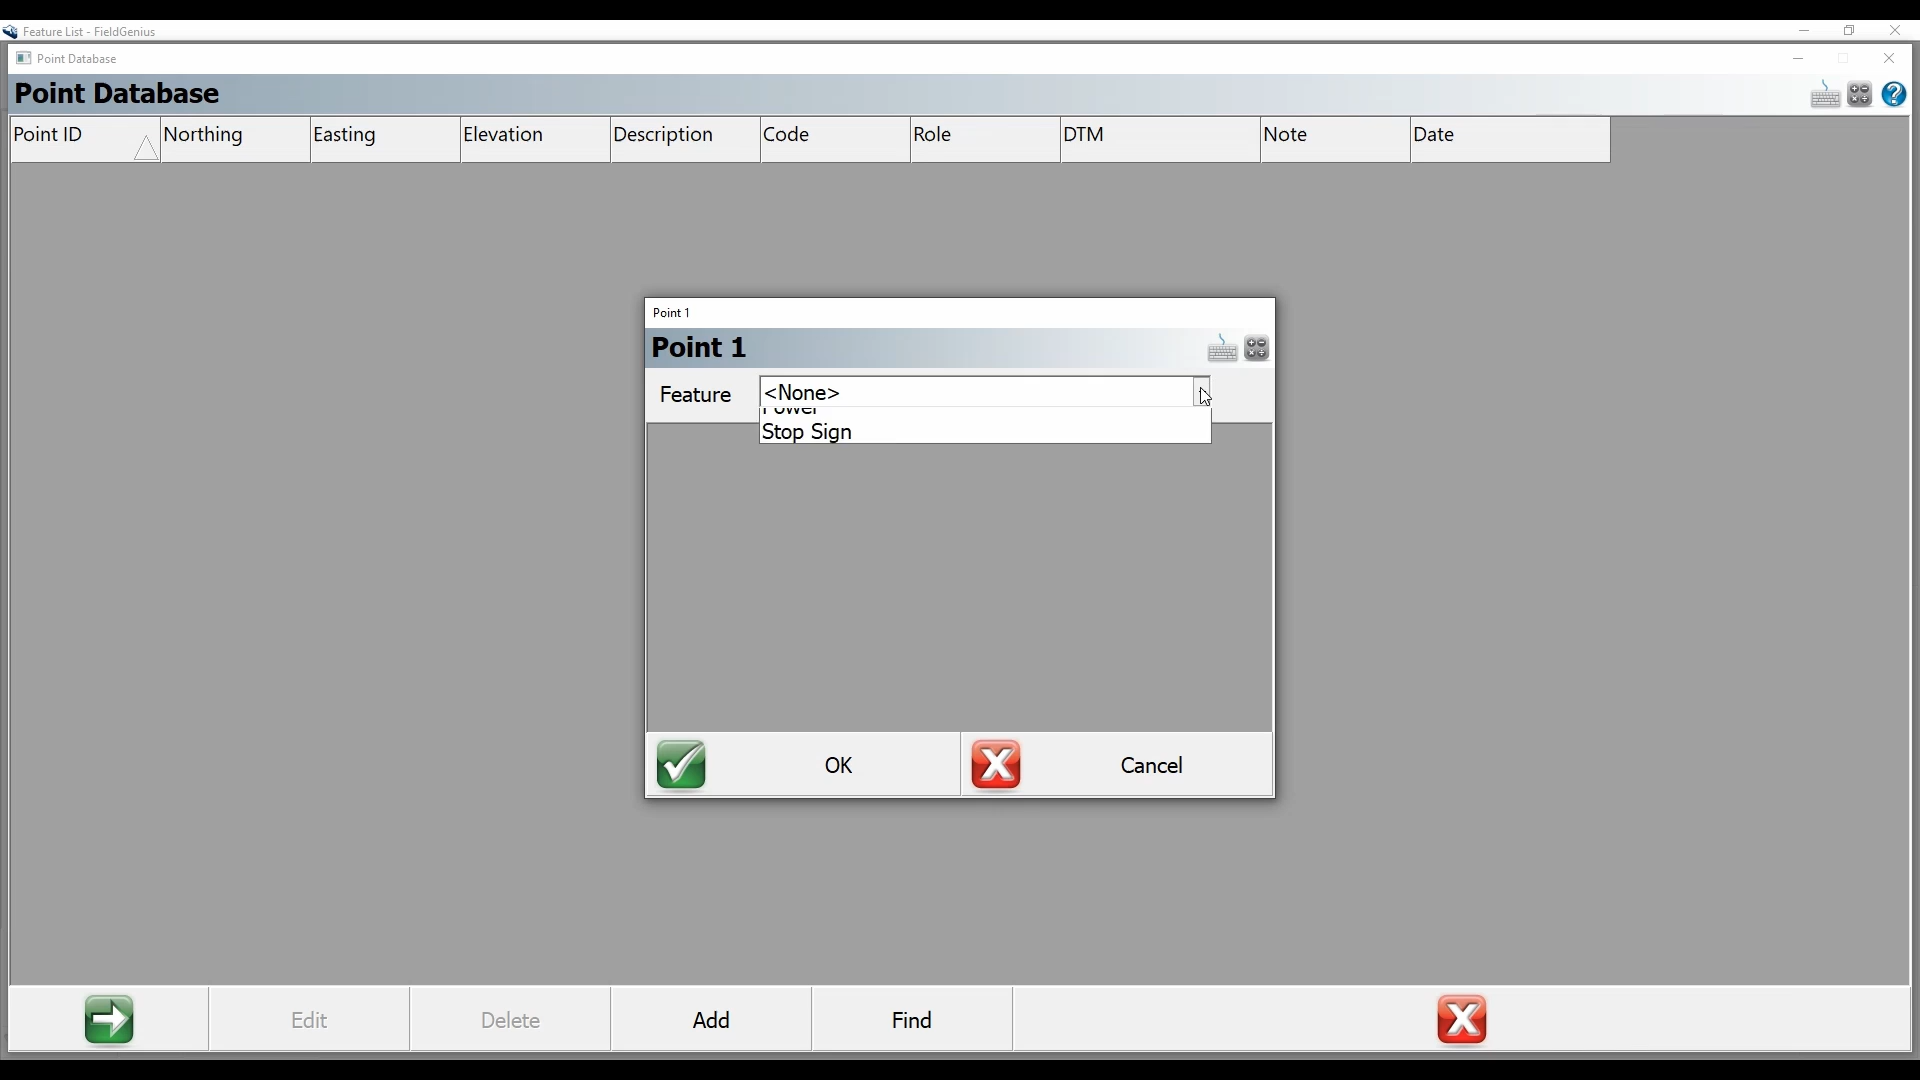 Feature List - FieldGenius
Point Database
Point Database
Point ID Northing Easting Elevation Description Code Role DTM Note Date
Point 1
Point 1
Feature <None>
Power
Stop Sign
OK Cancel
Edit Delete Add Find